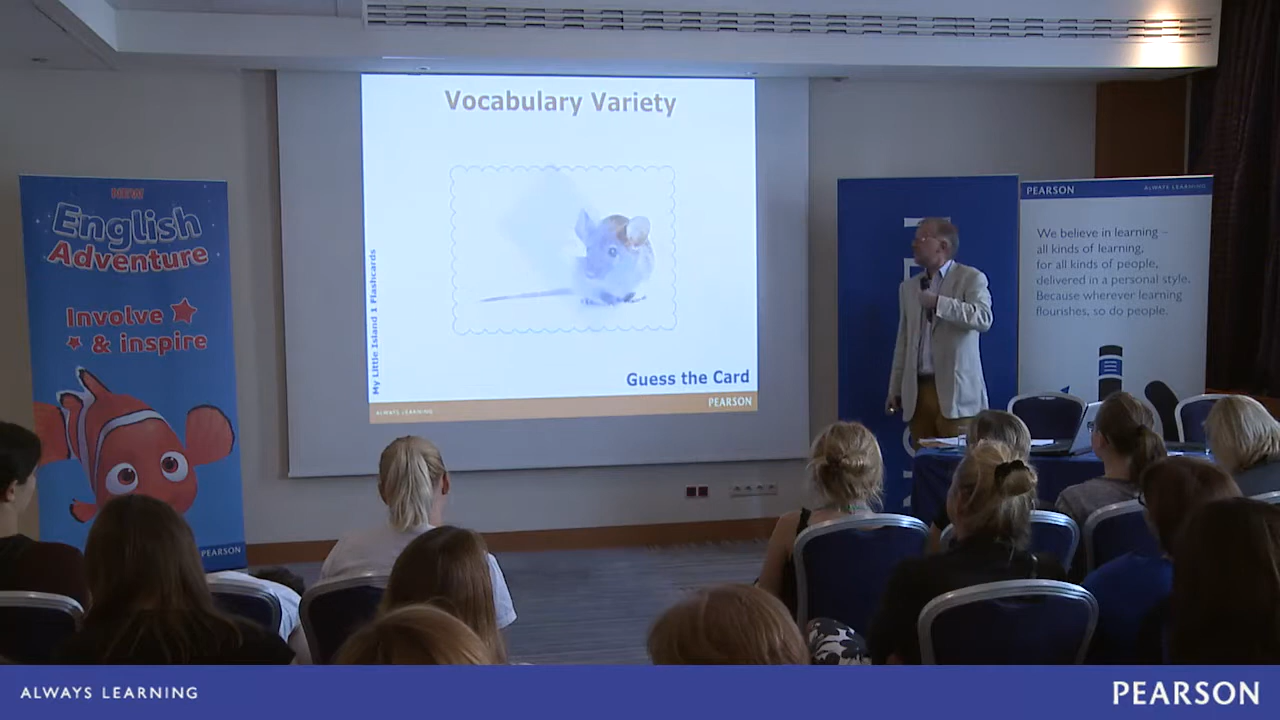 Vocabulary Variety
My Little Island 1 Flashcards
Guess the Card
ALWAYS LEARNING
PEARSON
NEW
English
Adventure
Involve
& inspire
PEARSON
PEARSON
ALWAYS LEARNING
We believe in learning –
all kinds of learning,
for all kinds of people,
delivered in a personal style.
Because wherever learning
flourishes, so do people.
ALWAYS LEARNING
PEARSON